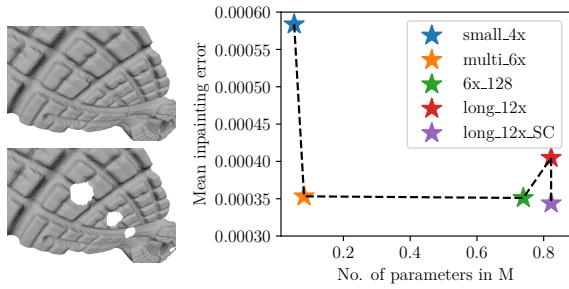 0.00060
0.00055
0.00050
0.00045
0.00040
0.00035
0.00030
Mean inpainting error
small_4x
multi_6x
6x_128
long_12x
long_12x_SC
0.2 0.4 0.6 0.8
No. of parameters in M